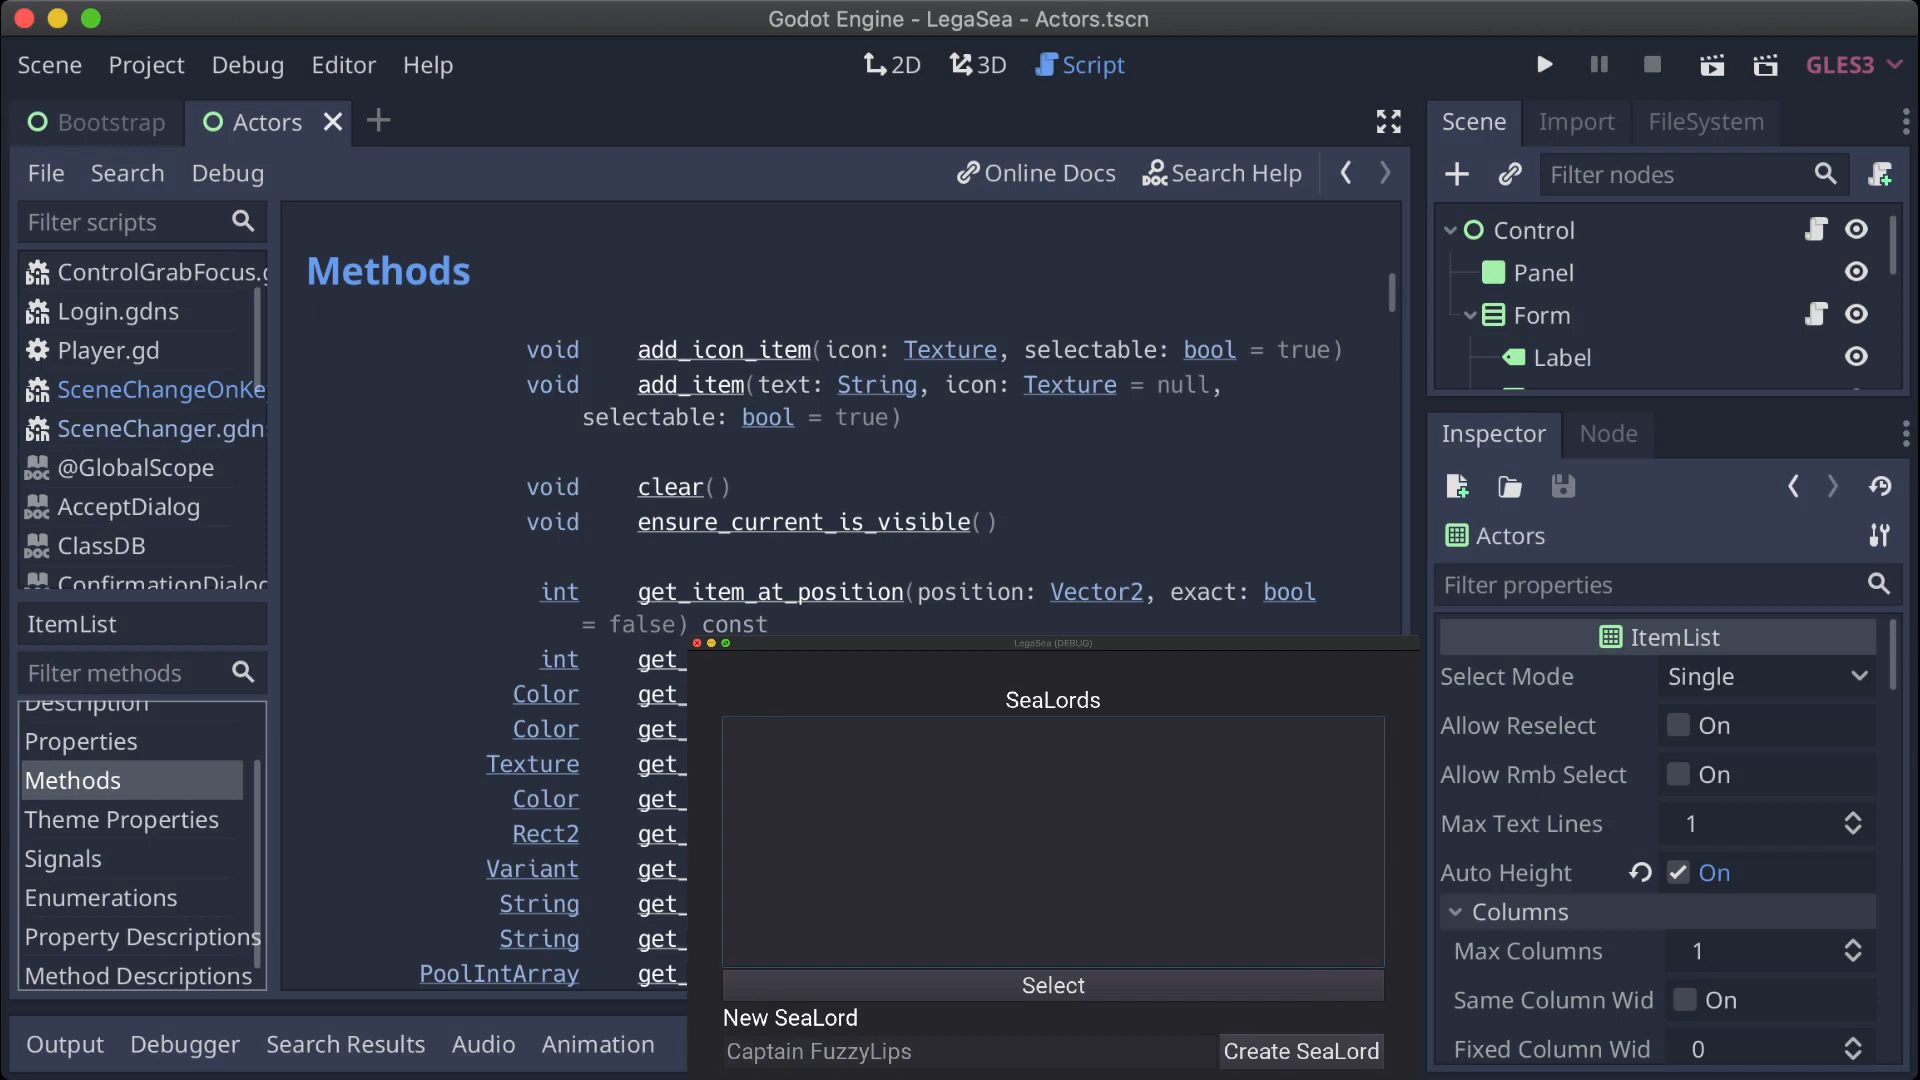 Godot Engine - LegaSea - Actors.tscn
Scene Project Debug Editor Help
2D 3D Script
GLES3
Bootstrap Actors
File Search Debug
Online Docs Search Help
Filter scripts
ControlGrabFocus.g
Login.gdns
Player.gd
SceneChangeOnKe
SceneChanger.gdn
@GlobalScope
AcceptDialog
ClassDB
ConfirmationDialog
ItemList
Filter methods
Description
Properties
Methods
Theme Properties
Signals
Enumerations
Property Descriptions
Method Descriptions
Methods
void add_icon_item(icon: Texture, selectable: bool = true)
void add_item(text: String, icon: Texture = null,
selectable: bool = true)
void clear()
void ensure_current_is_visible()
int get_item_at_position(position: Vector2, exact: bool
= false) const
int get_
Color get_
Color get_
Texture get_
Color get_
Rect2 get_
Variant get_
String get_
String get_
PoolIntArray get_
LegaSea (DEBUG)
SeaLords
Select
New SeaLord
Captain FuzzyLips Create SeaLord
Output Debugger Search Results Audio Animation
Scene Import FileSystem
Filter nodes
Control
Panel
Form
Label
Inspector Node
Actors
Filter properties
ItemList
Select Mode Single
Allow Reselect On
Allow Rmb Select On
Max Text Lines 1
Auto Height On
Columns
Max Columns 1
Same Column Wid On
Fixed Column Wid 0